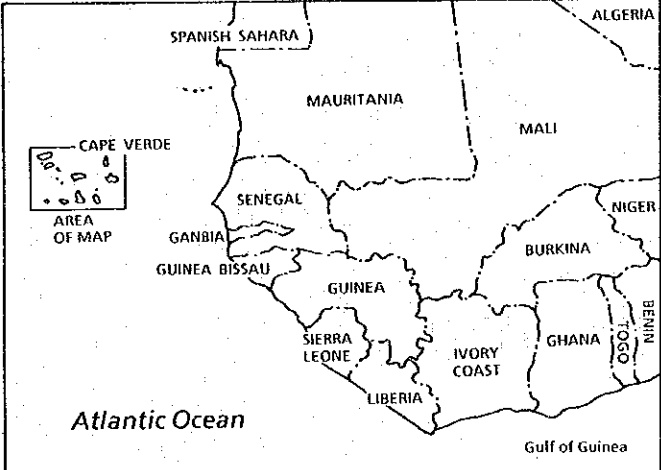 ALGERIA
SPANISH SAHARA
MAURITANIA
MALI
CAPE VERDE
AREA
OF MAP
SENEGAL
NIGER
GANBIA
BURKINA
GUINEA BISSAU
GUINEA
BENIN
TOGO
GHANA
SIERRA
LEONE
IVORY
COAST
LIBERIA
Atlantic Ocean
Gulf of Guinea